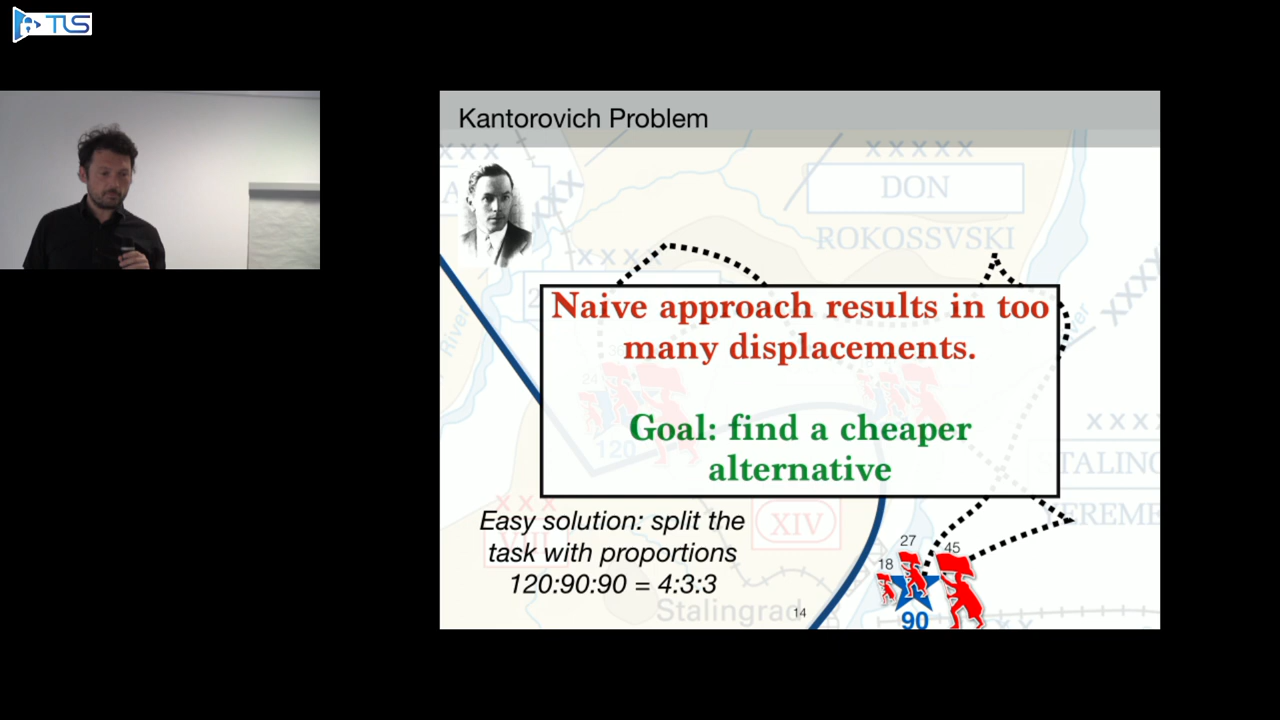 TLS
Kantorovich Problem
XXXXX
DON
ROKOSSVSKI
Naive approach results in too
many displacements.
Goal: find a cheaper
alternative
River
24
120
XXXX
Easy solution: split the
task with proportions
120:90:90 = 4:3:3
XXX
XIV
27
45
18
90
Stalingrad
14